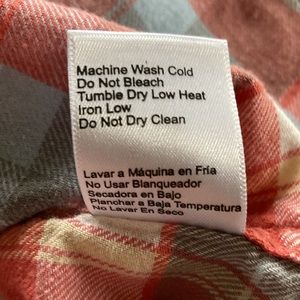 Machine Wash Cold
Do Not Bleach
Tumble Dry Low Heat
Iron Low
Do Not Dry Clean
Lavar a Máquina en Fría
No Usar Blanqueador
Secadora en Bajo
Planchar a Baja Temperatura
No Lavar En Seco